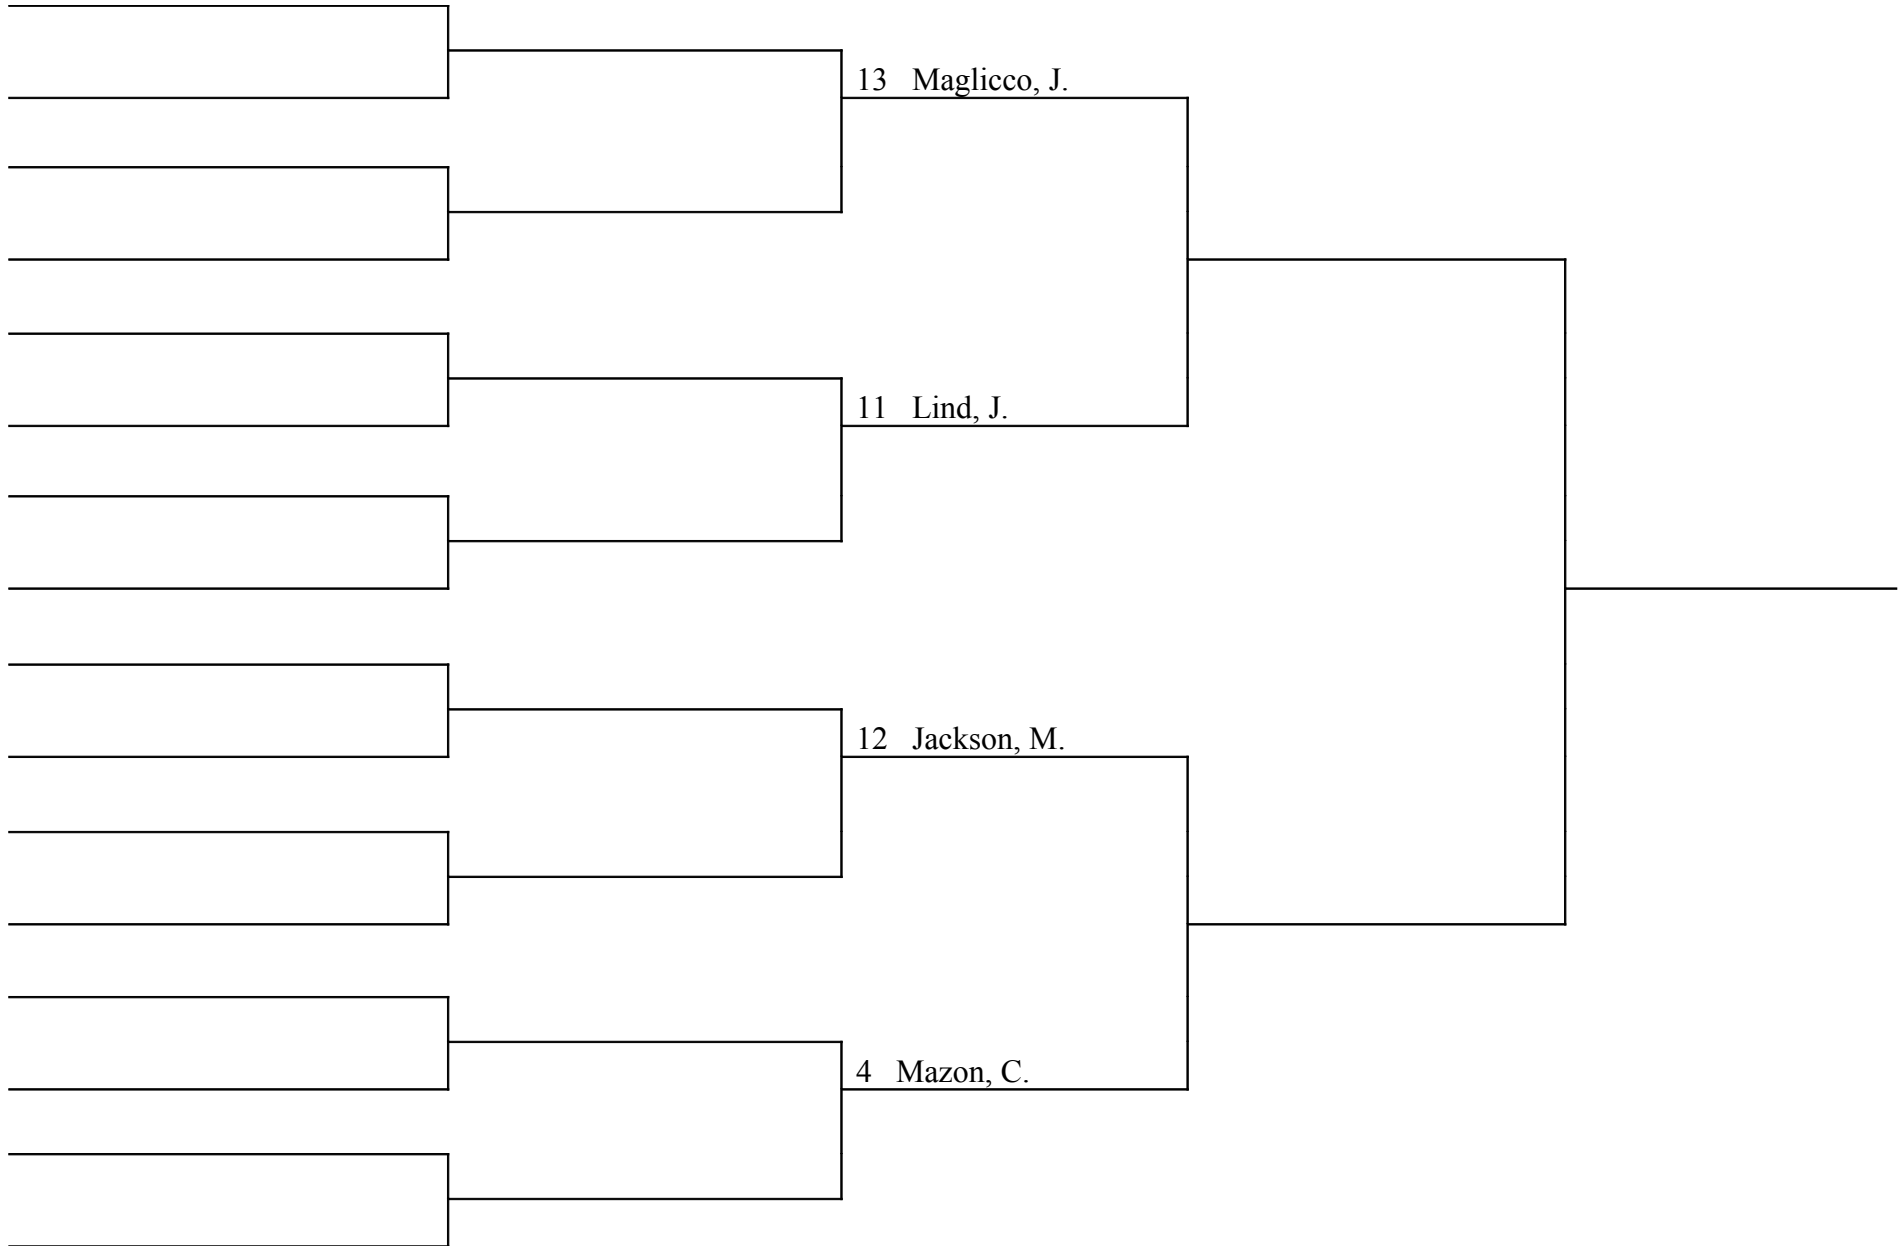 13 Maglicco, J.
11 Lind, J.
12 Jackson, M.
4 Mazon, C.